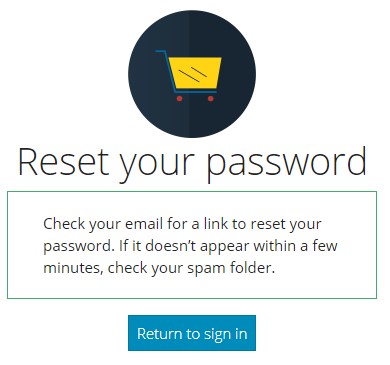 Reset your password
Check your email for a link to reset your
password. If it doesn’t appear within a few
minutes, check your spam folder.
Return to sign in